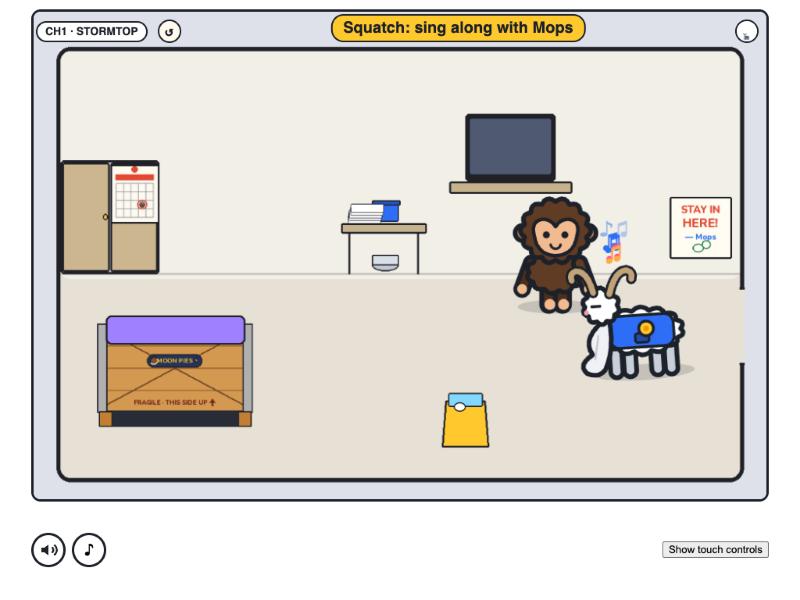 CH1 · STORMTOP
↺
Squatch: sing along with Mops
STAY IN
HERE!
— Mops
MOON PIES
FRAGILE · THIS SIDE UP
Show touch controls